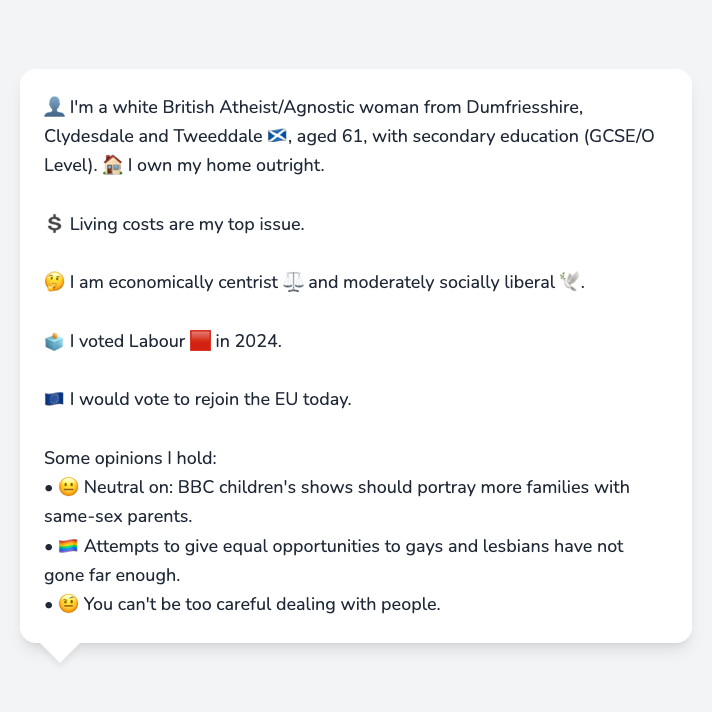 👤 I'm a white British Atheist/Agnostic woman from Dumfriesshire,
Clydesdale and Tweeddale 🏴󠁧󠁢󠁳󠁣󠁴󠁿, aged 61, with secondary education (GCSE/O
Level). 🏠 I own my home outright.
💲 Living costs are my top issue.
🤔 I am economically centrist ⚖️ and moderately socially liberal 🕊️.
🗳️ I voted Labour 🟥 in 2024.
🇪🇺 I would vote to rejoin the EU today.
Some opinions I hold:
• 😐 Neutral on: BBC children's shows should portray more families with
same-sex parents.
• 🏳️‍🌈 Attempts to give equal opportunities to gays and lesbians have not
gone far enough.
• 🤨 You can't be too careful dealing with people.